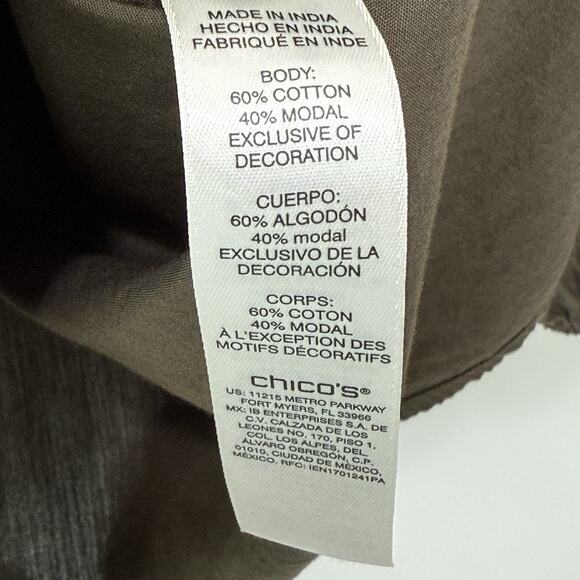 MADE IN INDIA
HECHO EN INDIA
FABRIQUÉ EN INDE
BODY:
60% COTTON
40% MODAL
EXCLUSIVE OF
DECORATION
CUERPO:
60% ALGODÓN
40% modal
EXCLUSIVO DE LA
DECORACIÓN
CORPS:
60% COTON
40% MODAL
À L'EXCEPTION DES
MOTIFS DÉCORATIFS
chico's®
US: 11215 METRO PARKWAY
FORT MYERS, FL 33966
MX: IB ENTERPRISES S.A. DE
C.V. CALZADA DE LOS
LEONES NO. 170, PISO 1,
COL. LOS ALPES, DEL.
ÁLVARO OBREGÓN, C.P.
01010, CIUDAD DE MÉXICO,
MÉXICO. RFC: IEN1701241PA